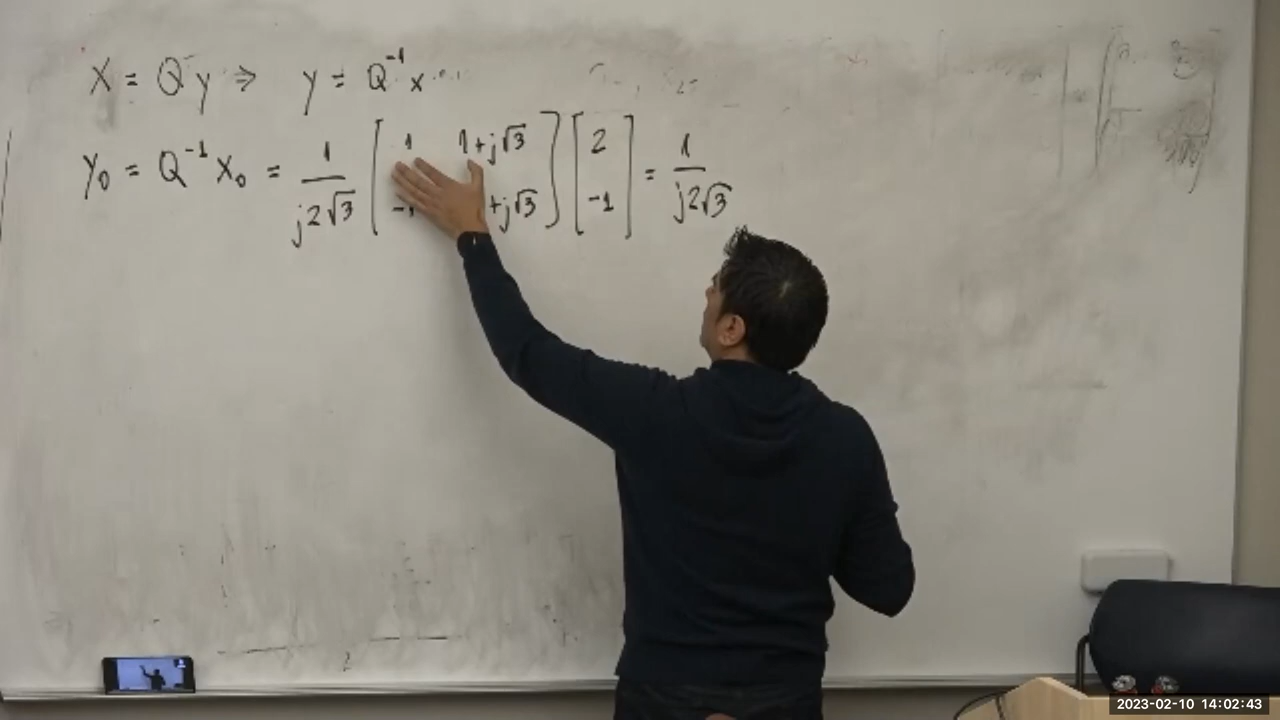 X = Q y ⇒ y = Q⁻¹ x
y₀ = Q⁻¹ X₀ = 1/(j2√3) [1 1+j√3; -1 +j√3] [2; -1] = 1/(j2√3)
2023-02-10 14:02:43